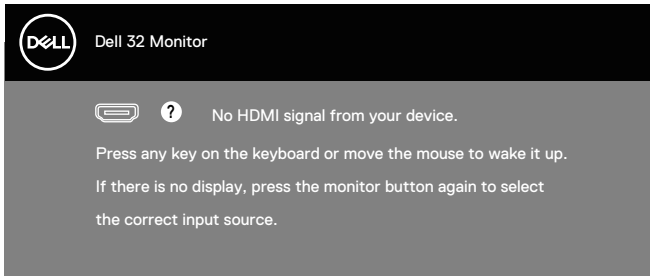 DELL
Dell 32 Monitor
? No HDMI signal from your device.
Press any key on the keyboard or move the mouse to wake it up.
If there is no display, press the monitor button again to select
the correct input source.